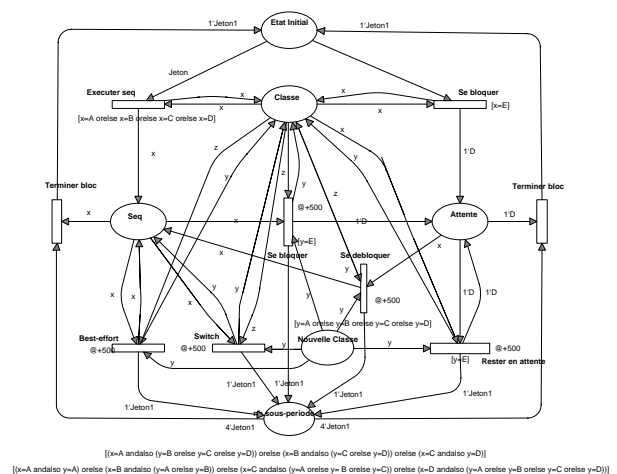 Etat Initial
1'Jeton1
1'Jeton1
Jeton
Executer seq
Classe
Se bloquer
x
x
x
x
[x=E]
[x=A orelse x=B orelse x=C orelse x=D]
z
y
y
x
1'D
y
z
z
Terminer bloc
Terminer bloc
@+500
x
Seq
x
1'D
Attente
1'D
[y=E]
x
Se bloquer
Se debloquer
y
x
x
x
y
y
y
@+500
1'D
1'D
y
z
[y=A orelse y=B orelse y=C orelse y=D]
Best-effort
Switch
Nouvelle Classe
@+500
@+500
y
y
@+500
[y=E]
Rester en attente
y
1'Jeton1
1'Jeton1
1'Jeton1
1'Jeton1
1'Jeton1
sous-periode
4'Jeton1
4'Jeton1
[(x=A andalso (y=B orelse y=C orelse y=D)) orelse (x=B andalso (y=C orelse y=D)) orelse (x=C andalso y=D)]
[(x=A andalso y=A) orelse (x=B andalso (y=A orelse y=B)) orelse (x=C andalso (y=A orelse y= B orelse y=C)) orelse (x=D andalso (y=A orelse y=B orelse y=C orelse y=D))]